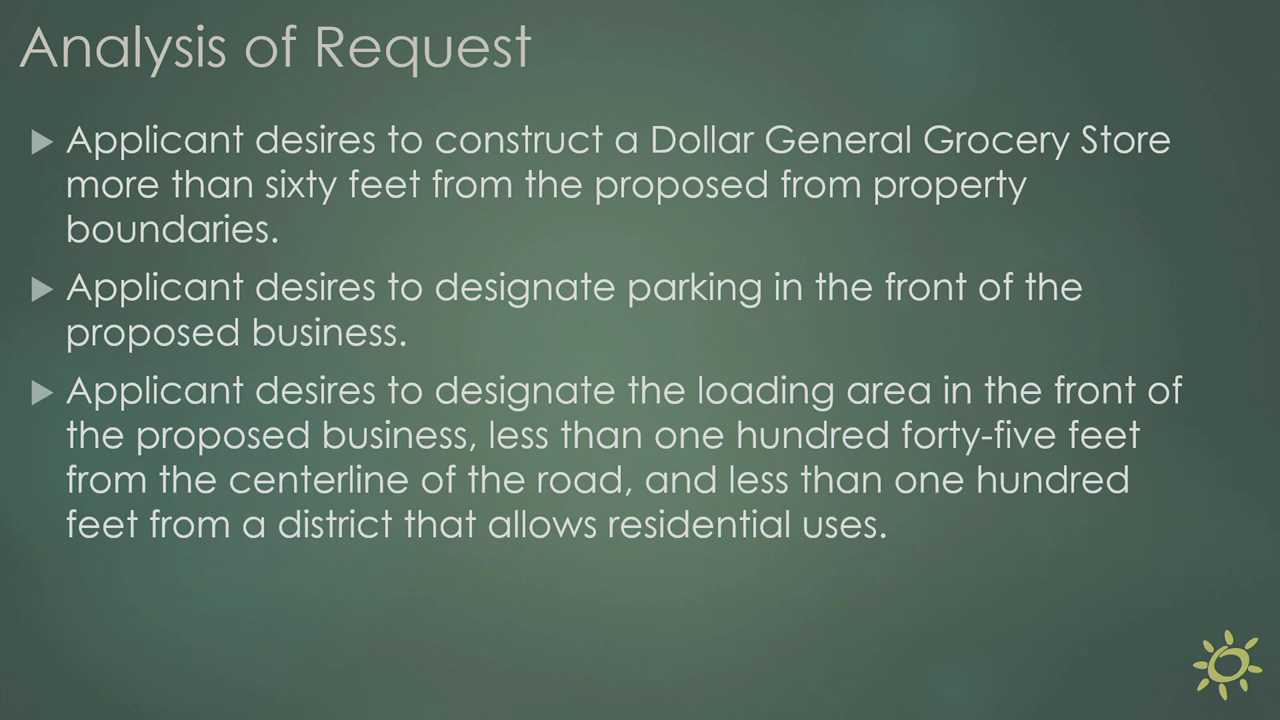 Analysis of Request
Applicant desires to construct a Dollar General Grocery Store
more than sixty feet from the proposed from property
boundaries.
Applicant desires to designate parking in the front of the
proposed business.
Applicant desires to designate the loading area in the front of
the proposed business, less than one hundred forty-five feet
from the centerline of the road, and less than one hundred
feet from a district that allows residential uses.